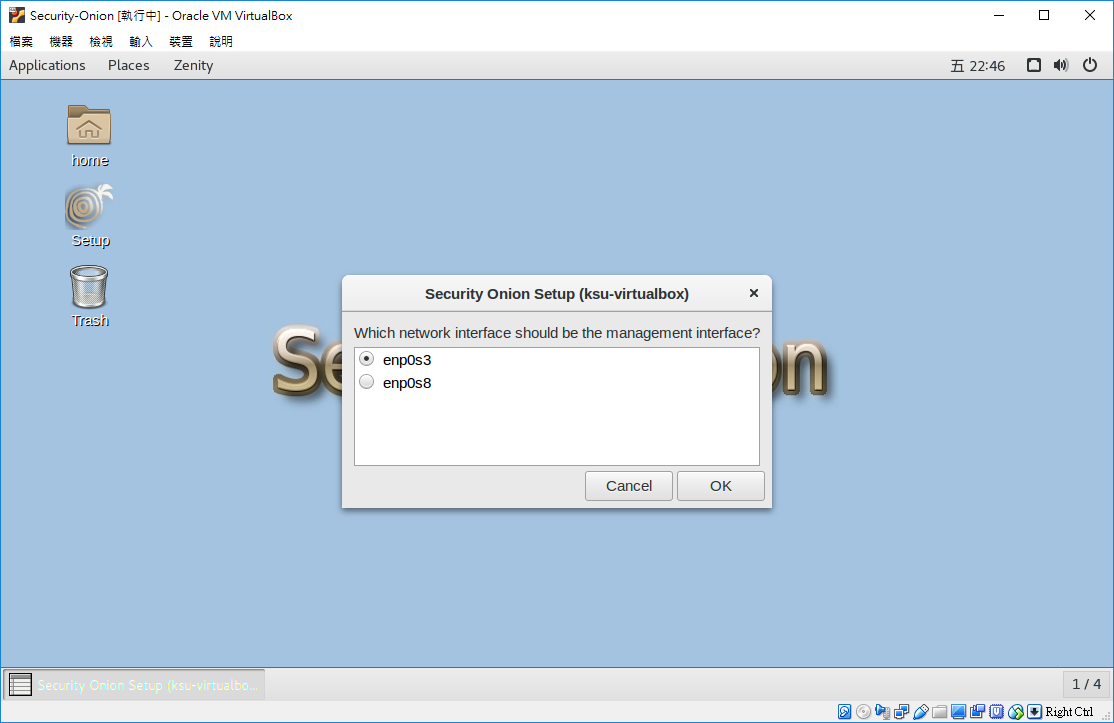 Security-Onion [執行中] - Oracle VM VirtualBox
檔案 機器 檢視 輸入 裝置 說明
Applications Places Zenity 五 22:46
home
Setup
Trash
Security Onion Setup (ksu-virtualbox)
Which network interface should be the management interface?
enp0s3
enp0s8
Cancel OK
Se
on
Security Onion Setup (ksu-virtualbo... 1 / 4
Right Ctrl